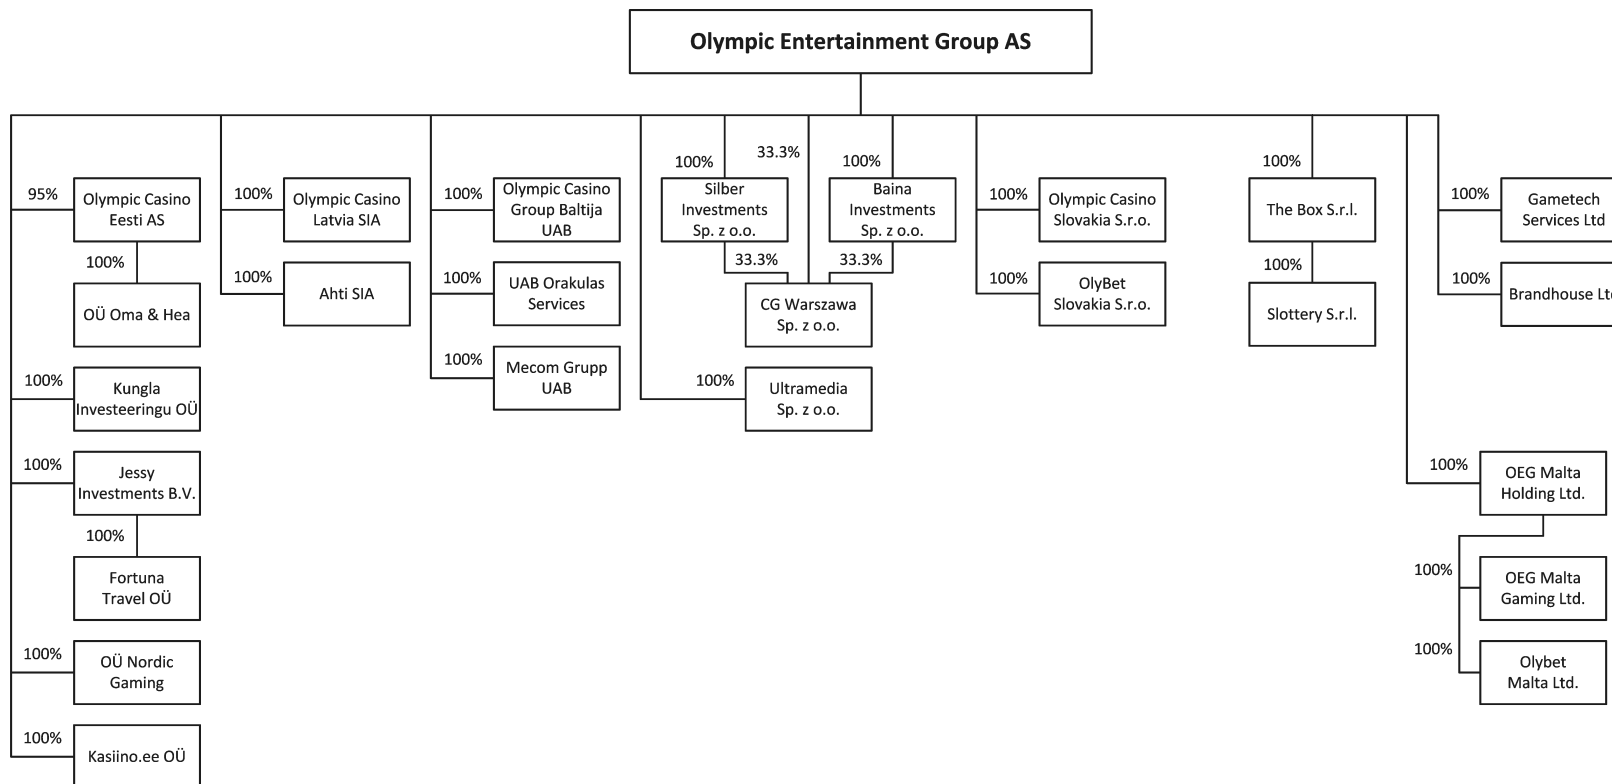 Olympic Entertainment Group AS
95%
Olympic Casino
Eesti AS
100%
OÜ Oma & Hea
100%
Kungla
Investeeringu OÜ
100%
Jessy
Investments B.V.
100%
Fortuna
Travel OÜ
100%
OÜ Nordic
Gaming
100%
Kasiino.ee OÜ
100%
Olympic Casino
Latvia SIA
100%
Ahti SIA
100%
Olympic Casino
Group Baltija
UAB
100%
UAB Orakulas
Services
100%
Mecom Grupp
UAB
100%
Silber
Investments
Sp. z o.o.
33.3%
33.3%
100%
Baina
Investments
Sp. z o.o.
33.3%
CG Warszawa
Sp. z o.o.
100%
Ultramedia
Sp. z o.o.
100%
Olympic Casino
Slovakia S.r.o.
100%
OlyBet
Slovakia S.r.o.
100%
The Box S.r.l.
100%
Slottery S.r.l.
100%
Gametech
Services Ltd
100%
Brandhouse
100%
OEG Malta
Holding Ltd.
100%
OEG Malta
Gaming Ltd.
100%
Olybet
Malta Ltd.